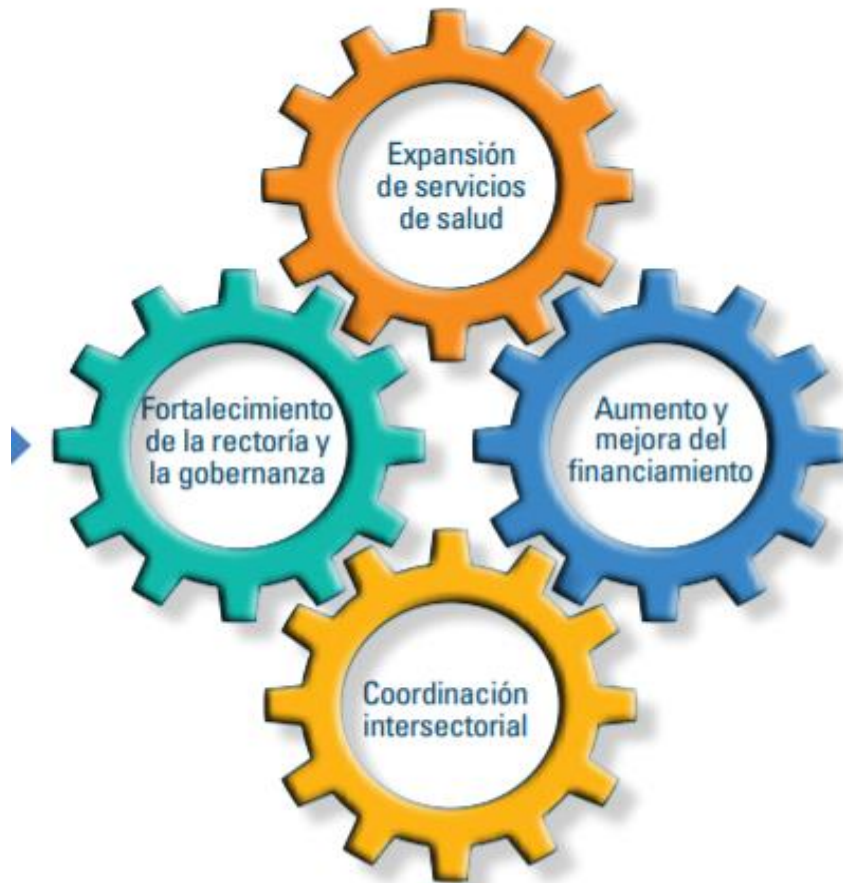 Expansión
de servicios
de salud
Fortalecimiento
de la rectoría y
la gobernanza
Aumento y
mejora del
financiamiento
Coordinación
intersectorial